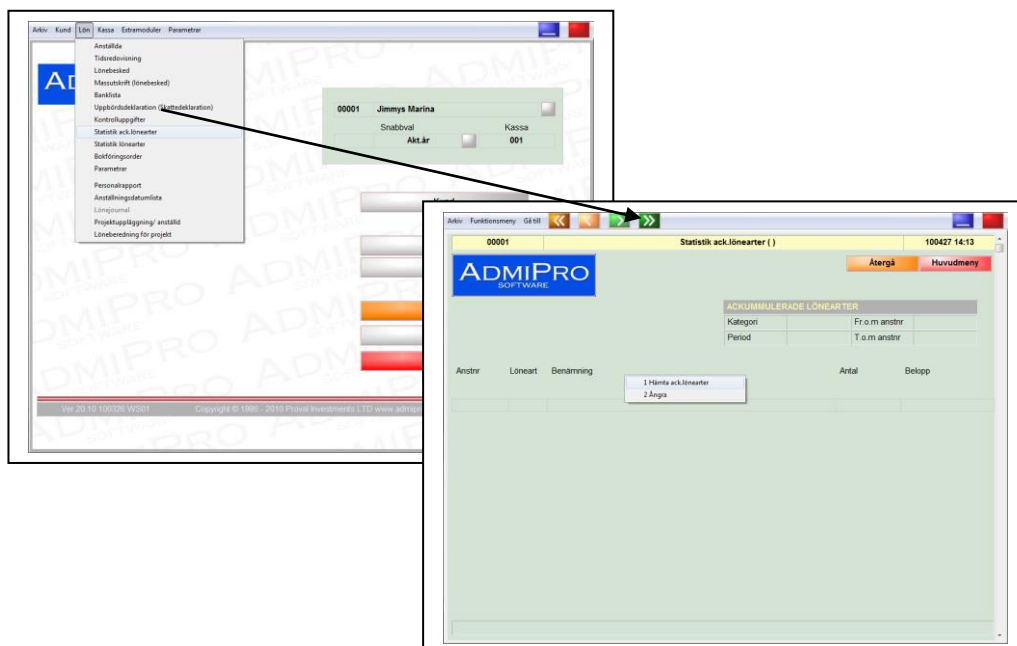 Arkiv Kund Lön Kassa Extramoduler Parametrar
Anställda
Tidsredovisning
Lönebesked
Massutskrift (lönebesked)
Banklista
Uppbördsdeklaration (Skattedeklaration)
Kontrolluppgifter
Statistik ack.lönearter
Statistik lönearter
Bokföringsorder
Parametrar
Personalrapport
Anställningsdatumlista
Lönejournal
Projektuppläggning/ anställd
Löneberedning för projekt
00001 Jimmys Marina
Snabbval Kassa
Akt.år 001
Ver 20.10 100326 WS01 Copyright © 1986 - 2010 Proval Investments LTD www.admipr
Arkiv Funktionsmeny Gå till
00001 Statistik ack.lönearter ( ) 100427 14:13
ADMIPRO
SOFTWARE
Återgå Huvudmeny
ACKUMMULERADE LÖNEARTER
Kategori Fr.o.m anstnr
Period T.o.m anstnr
Anstnr Löneart Benämning Antal Belopp
1 Hämta ack.lönearter
2 Ångra